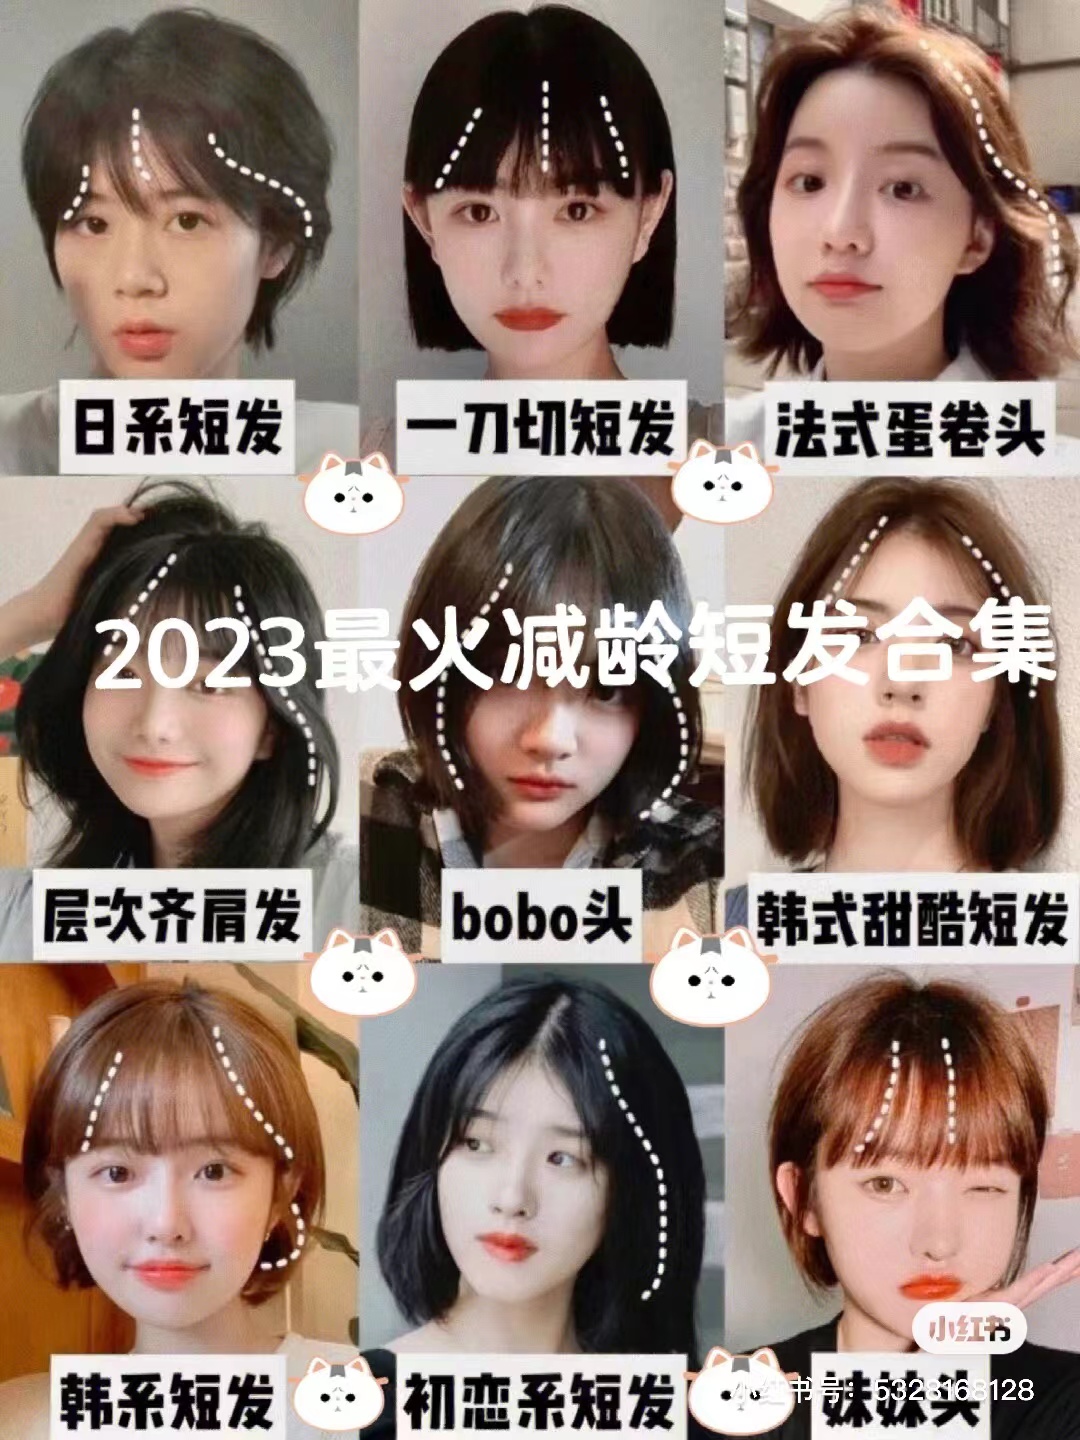 日系短发
一刀切短发
法式蛋卷头
2023最火减龄短发合集
层次齐肩发
bobo头
韩式甜酷短发
韩系短发
初恋系短发
妹妹头
小红书
小红书号：5328168128